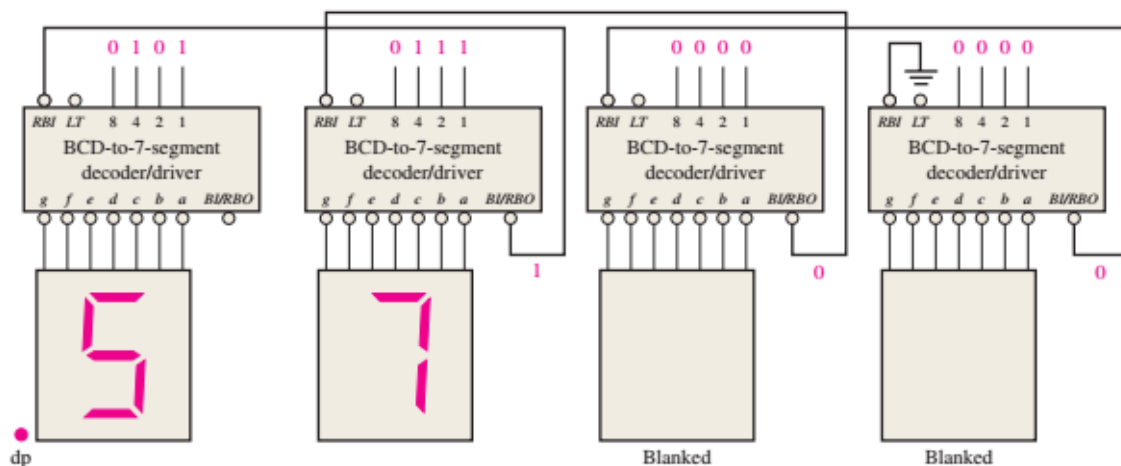 0 1 0 1
0 1 1 1
0 0 0 0
0 0 0 0
RBI LT 8 4 2 1
RBI LT 8 4 2 1
RBI LT 8 4 2 1
RBI LT 8 4 2 1
BCD-to-7-segment
decoder/driver
BCD-to-7-segment
decoder/driver
BCD-to-7-segment
decoder/driver
BCD-to-7-segment
decoder/driver
g f e d c b a BI/RBO
g f e d c b a BI/RBO
g f e d c b a BI/RBO
g f e d c b a BI/RBO
1
0
0
5
7
dp
Blanked
Blanked